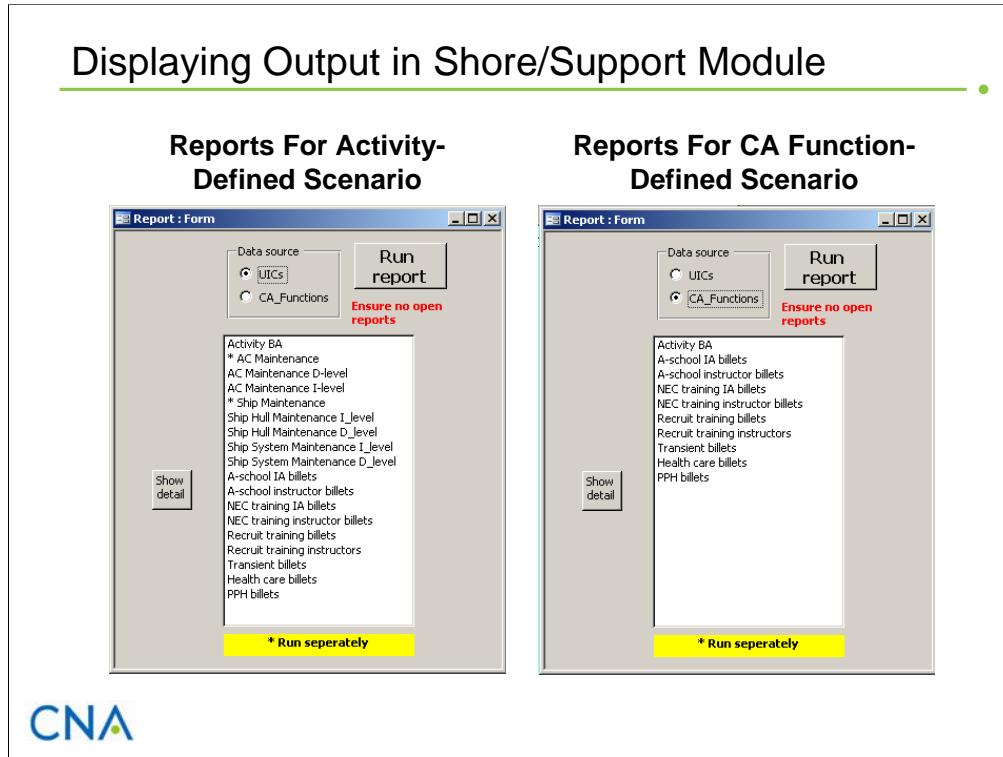 Displaying Output in Shore/Support Module
Reports For Activity-
Defined Scenario
Report : Form
Data source
UICs
CA_Functions
Run
report
Ensure no open
reports
Activity BA
* AC Maintenance
AC Maintenance D-level
AC Maintenance I-level
* Ship Maintenance
Ship Hull Maintenance I_level
Ship Hull Maintenance D_level
Ship System Maintenance I_level
Ship System Maintenance D_level
A-school IA billets
A-school instructor billets
NEC training IA billets
NEC training instructor billets
Recruit training billets
Recruit training instructors
Transient billets
Health care billets
PPH billets
Show
detail
* Run seperately
Reports For CA Function-
Defined Scenario
Report : Form
Data source
UICs
CA_Functions
Run
report
Ensure no open
reports
Activity BA
A-school IA billets
A-school instructor billets
NEC training IA billets
NEC training instructor billets
Recruit training billets
Recruit training instructors
Transient billets
Health care billets
PPH billets
Show
detail
* Run seperately
CNA